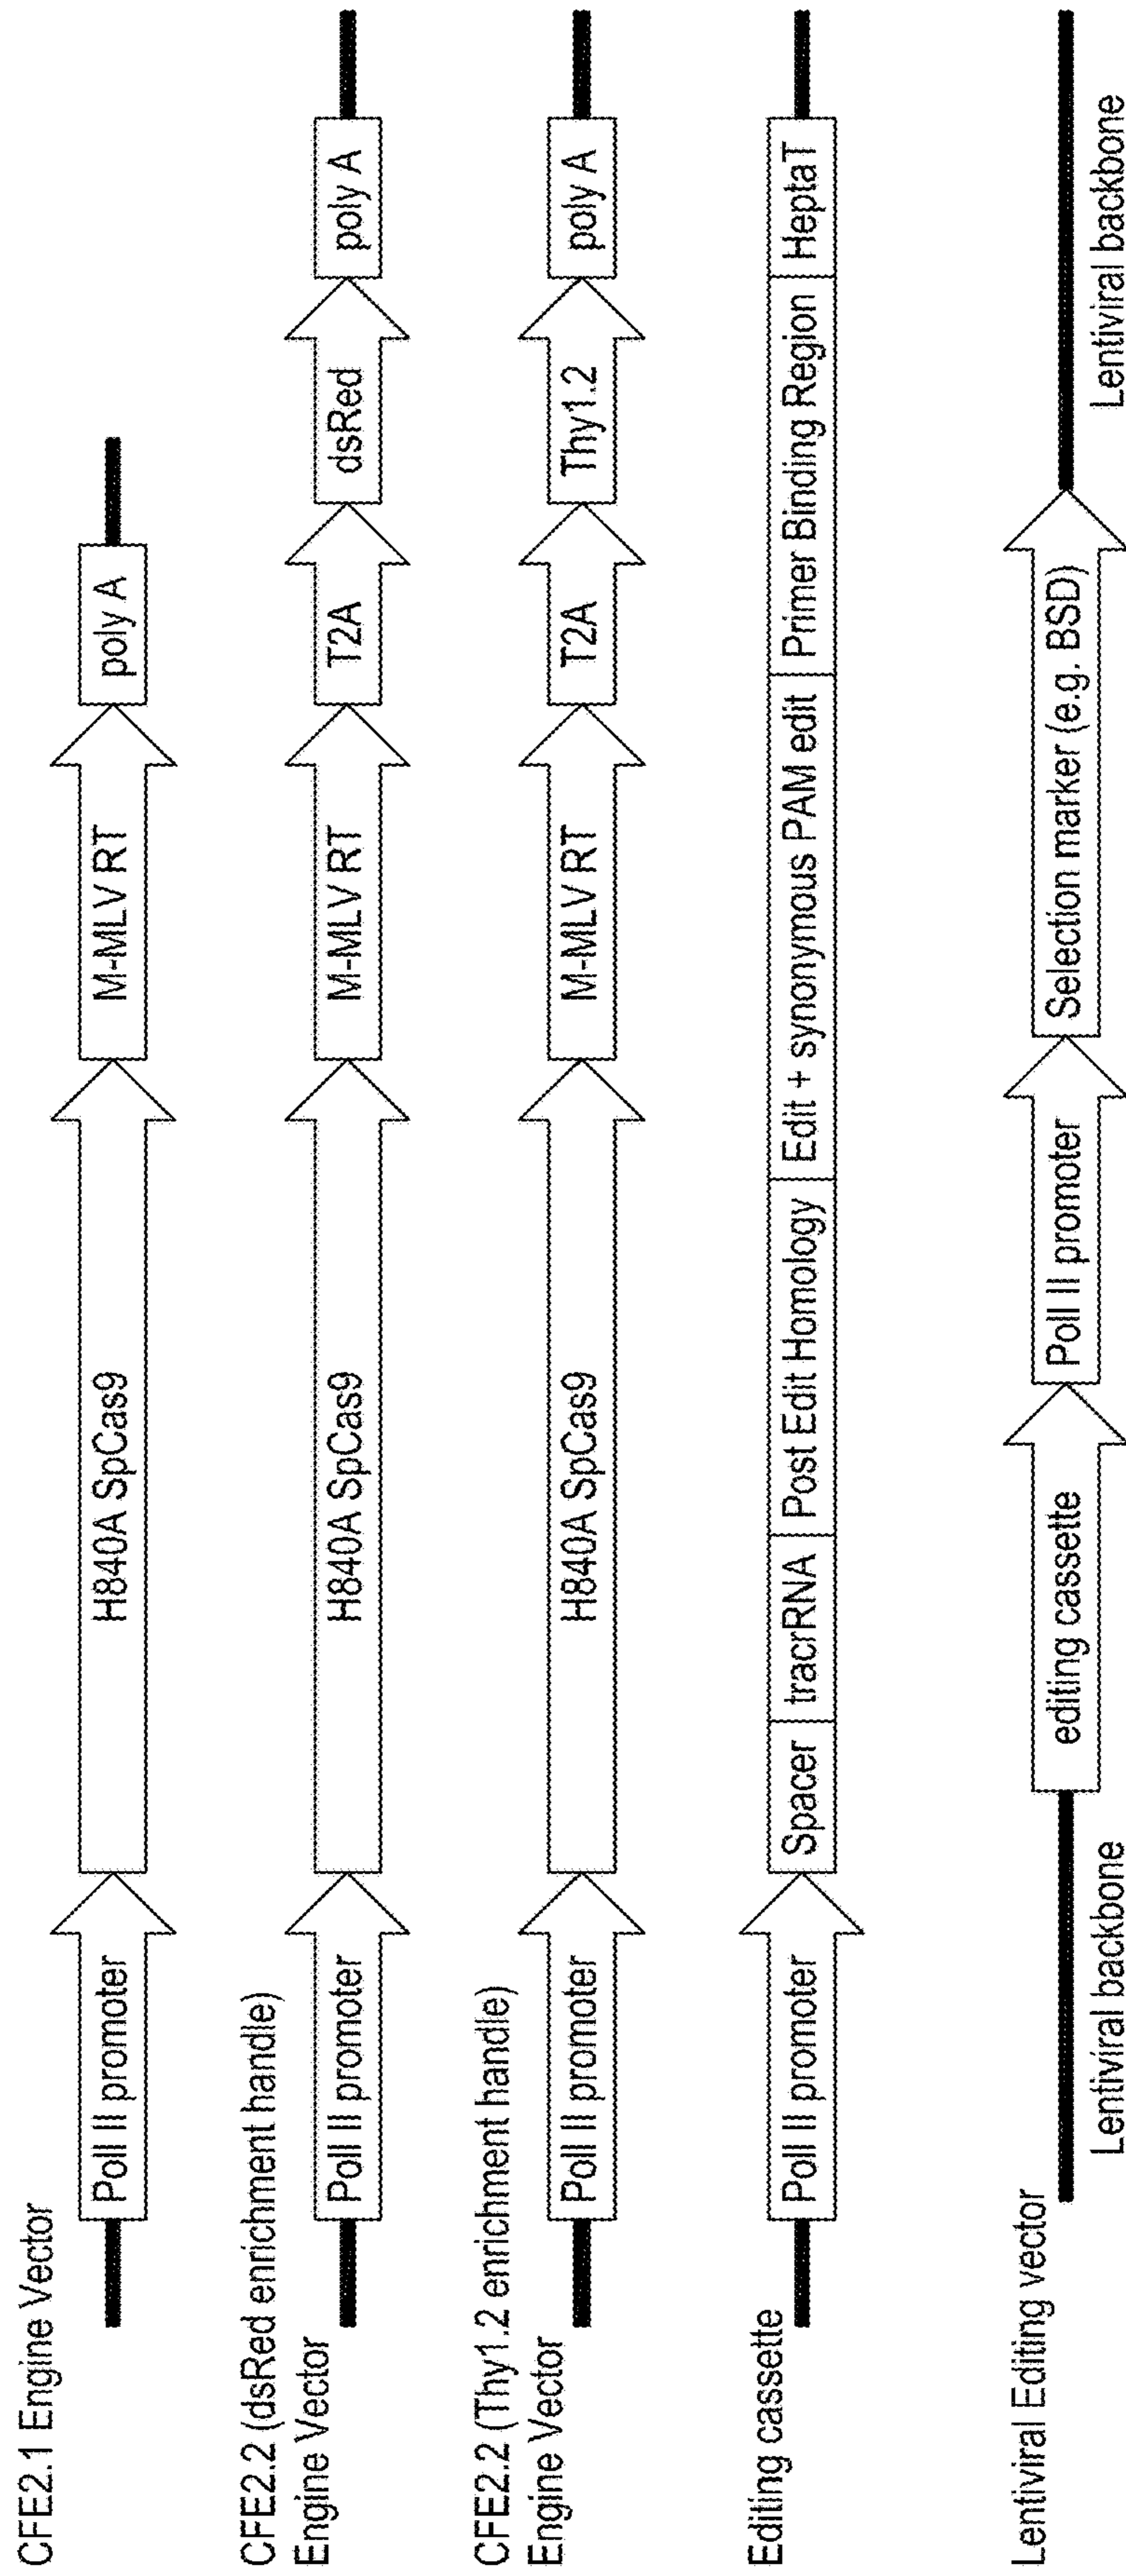 CFE2.1 Engine Vector
Poll II promoter
H840A SpCas9
M-MLV RT
poly A
CFE2.2 (dsRed enrichment handle)
Engine Vector
Poll II promoter
H840A SpCas9
M-MLV RT
T2A
dsRed
poly A
CFE2.2 (Thy1.2 enrichment handle)
Engine Vector
Poll II promoter
H840A SpCas9
M-MLV RT
T2A
Thy1.2
poly A
Editing cassette
Poll II promoter
Spacer
tracrRNA
Post Edit Homology
Edit + synonymous PAM edit
Primer Binding Region
HeptaT
Lentiviral Editing vector
Lentiviral backbone
editing cassette
Poll II promoter
Selection marker (e.g. BSD)
Lentiviral backbone